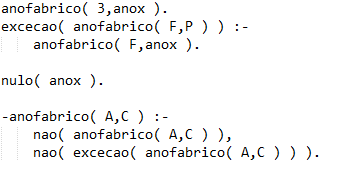 anofabrico( 3,anox ).
excecao( anofabrico( F,P ) ) :-
    anofabrico( F,anox ).

nulo( anox ).

-anofabrico( A,C ) :-
    nao( anofabrico( A,C ) ),
    nao( excecao( anofabrico( A,C ) ) ).